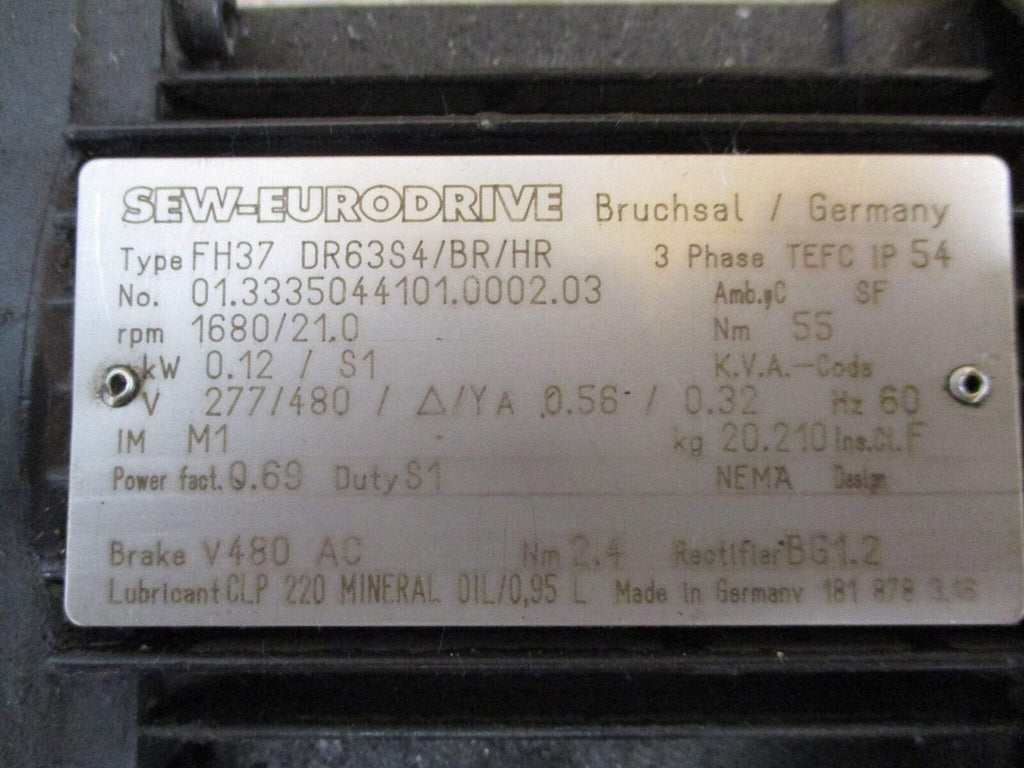 SEW-EURODRIVE Bruchsal / Germany
Type FH37 DR63S4/BR/HR 3 Phase TEFC IP 54
No. 01.3335044101.0002.03 Amb.°C SF
rpm 1680/21.0 Nm 55
kW 0.12 / S1 K.V.A.-Code
V 277/480 / Δ/Y A 0.56 / 0.32 Hz 60
IM M1 kg 20.210 Ins.Cl.F
Power fact. 0.69 Duty S1 NEMA Design
Brake V 480 AC Nm 2.4 Rectifier BG1.2
Lubricant CLP 220 MINERAL OIL/0,95 L Made in Germany 181 878 3.16